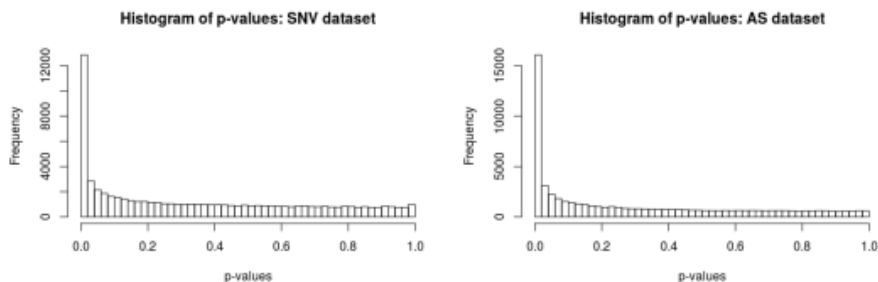 Histogram of p-values: SNV dataset
Frequency
12000
8000
4000
0
0.0 0.2 0.4 0.6 0.8 1.0
p-values
Histogram of p-values: AS dataset
Frequency
15000
10000
5000
0
0.0 0.2 0.4 0.6 0.8 1.0
p-values